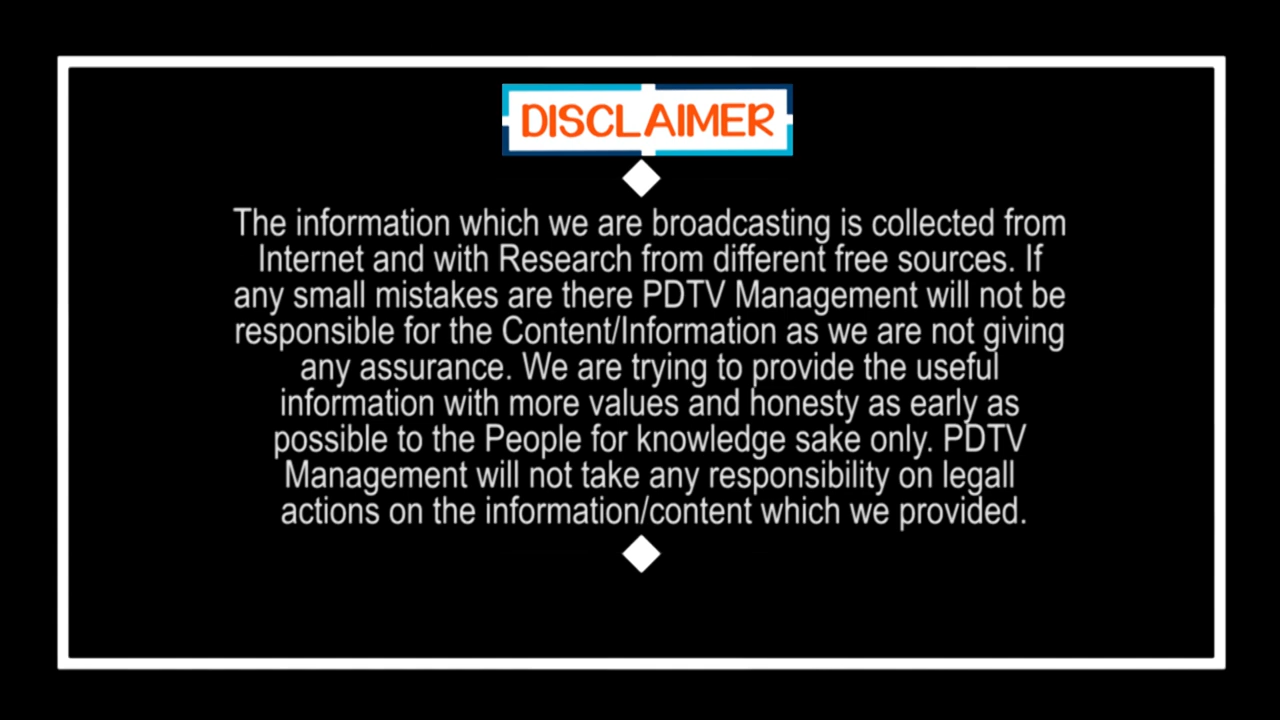 DISCLAIMER
The information which we are broadcasting is collected from
Internet and with Research from different free sources. If
any small mistakes are there PDTV Management will not be
responsible for the Content/Information as we are not giving
any assurance. We are trying to provide the useful
information with more values and honesty as early as
possible to the People for knowledge sake only. PDTV
Management will not take any responsibility on legall
actions on the information/content which we provided.